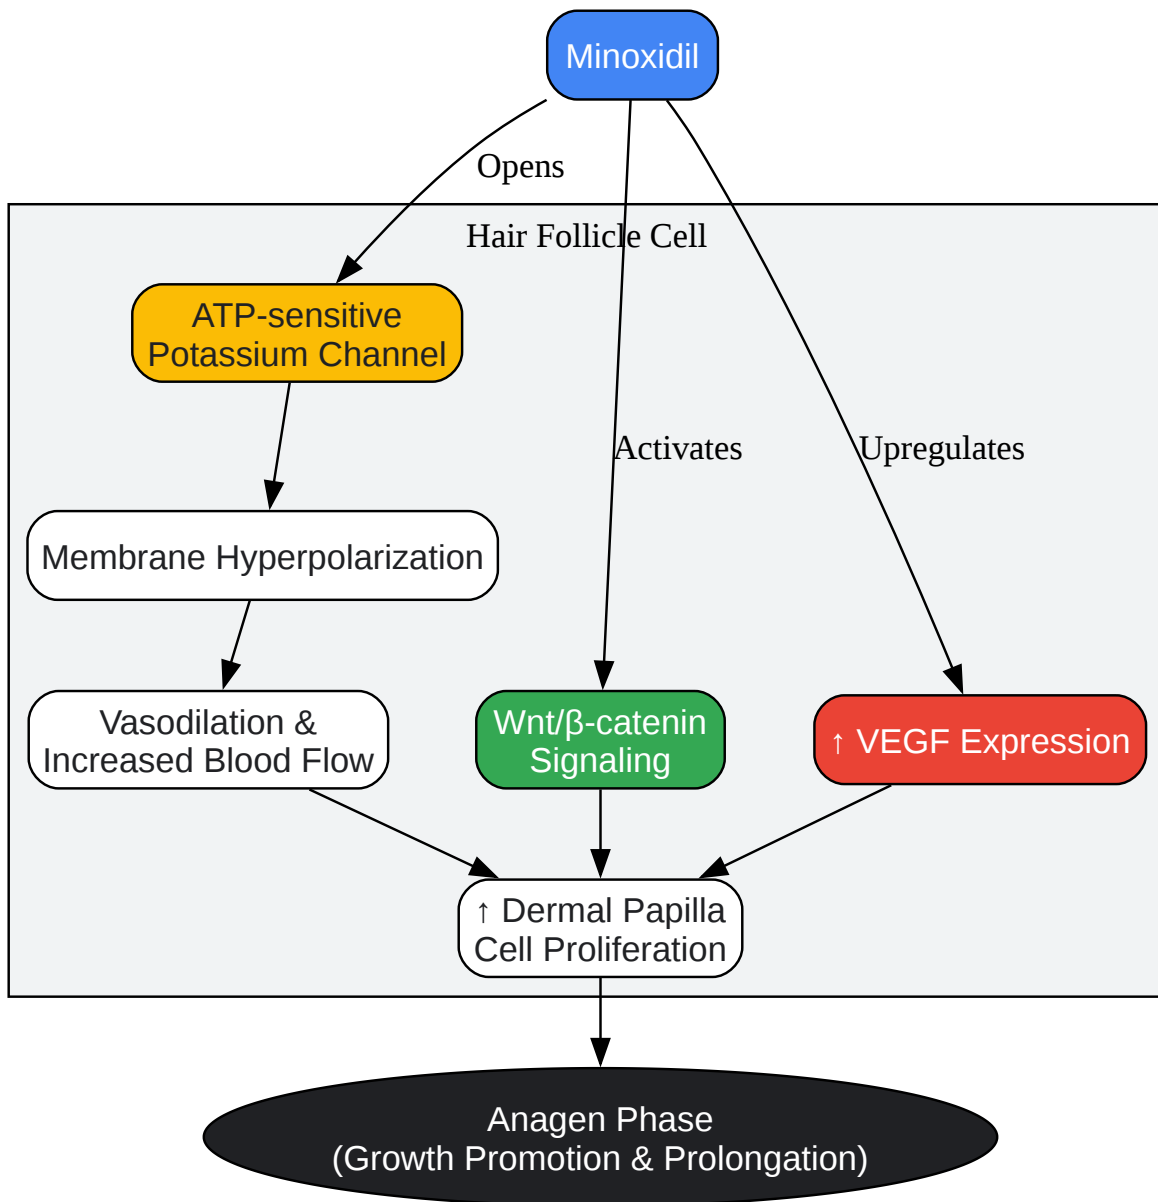 Minoxidil
Opens
Hair Follicle Cell
ATP-sensitive
Potassium Channel
Activates
Upregulates
Membrane Hyperpolarization
Vasodilation &
Increased Blood Flow
Wnt/β-catenin
Signaling
↑ VEGF Expression
↑ Dermal Papilla
Cell Proliferation
Anagen Phase
(Growth Promotion & Prolongation)